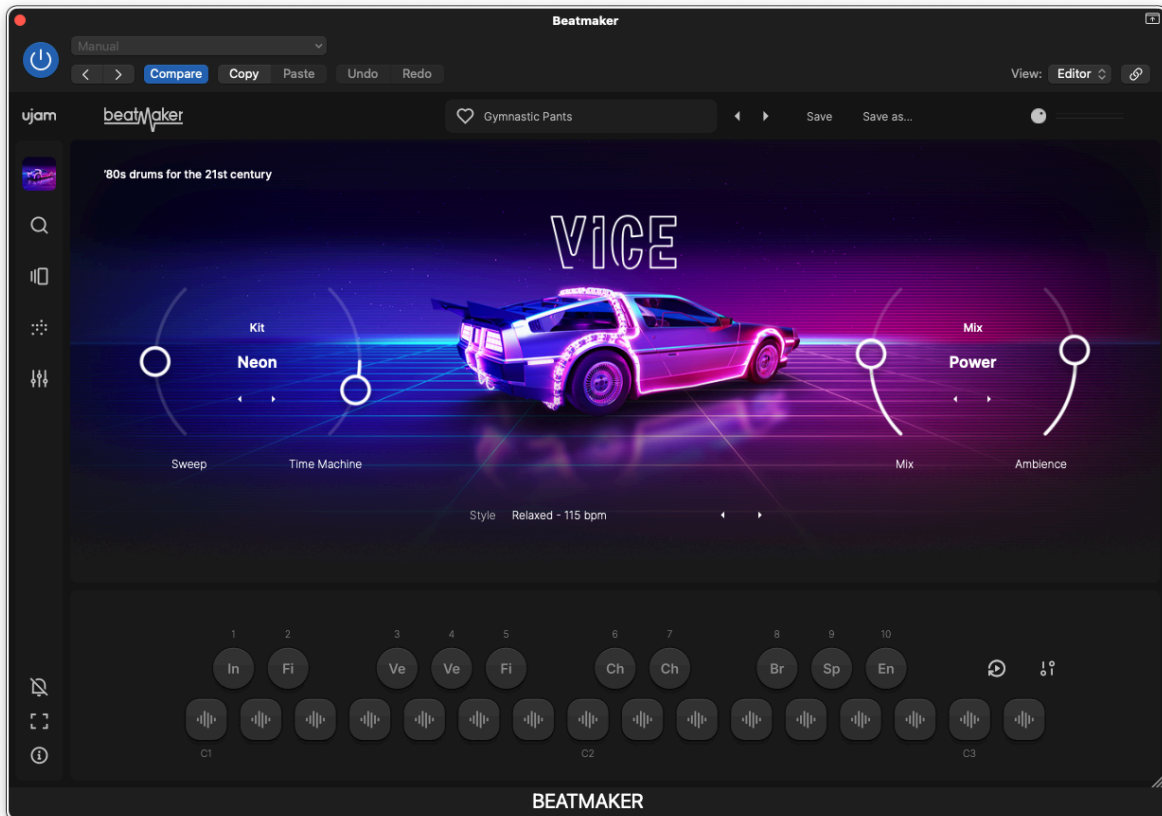 Beatmaker
Manual
Compare
Copy
Paste
Undo
Redo
View:
Editor
ujam
beatMaker
Gymnastic Pants
Save
Save as...
'80s drums for the 21st century
VICE
Kit
Neon
Sweep
Time Machine
Mix
Power
Mix
Ambience
Style
Relaxed - 115 bpm
1 2 3 4 5 6 7 8 9 10
In Fi Ve Ve Fi Ch Ch Br Sp En
C1 C2 C3
BEATMAKER